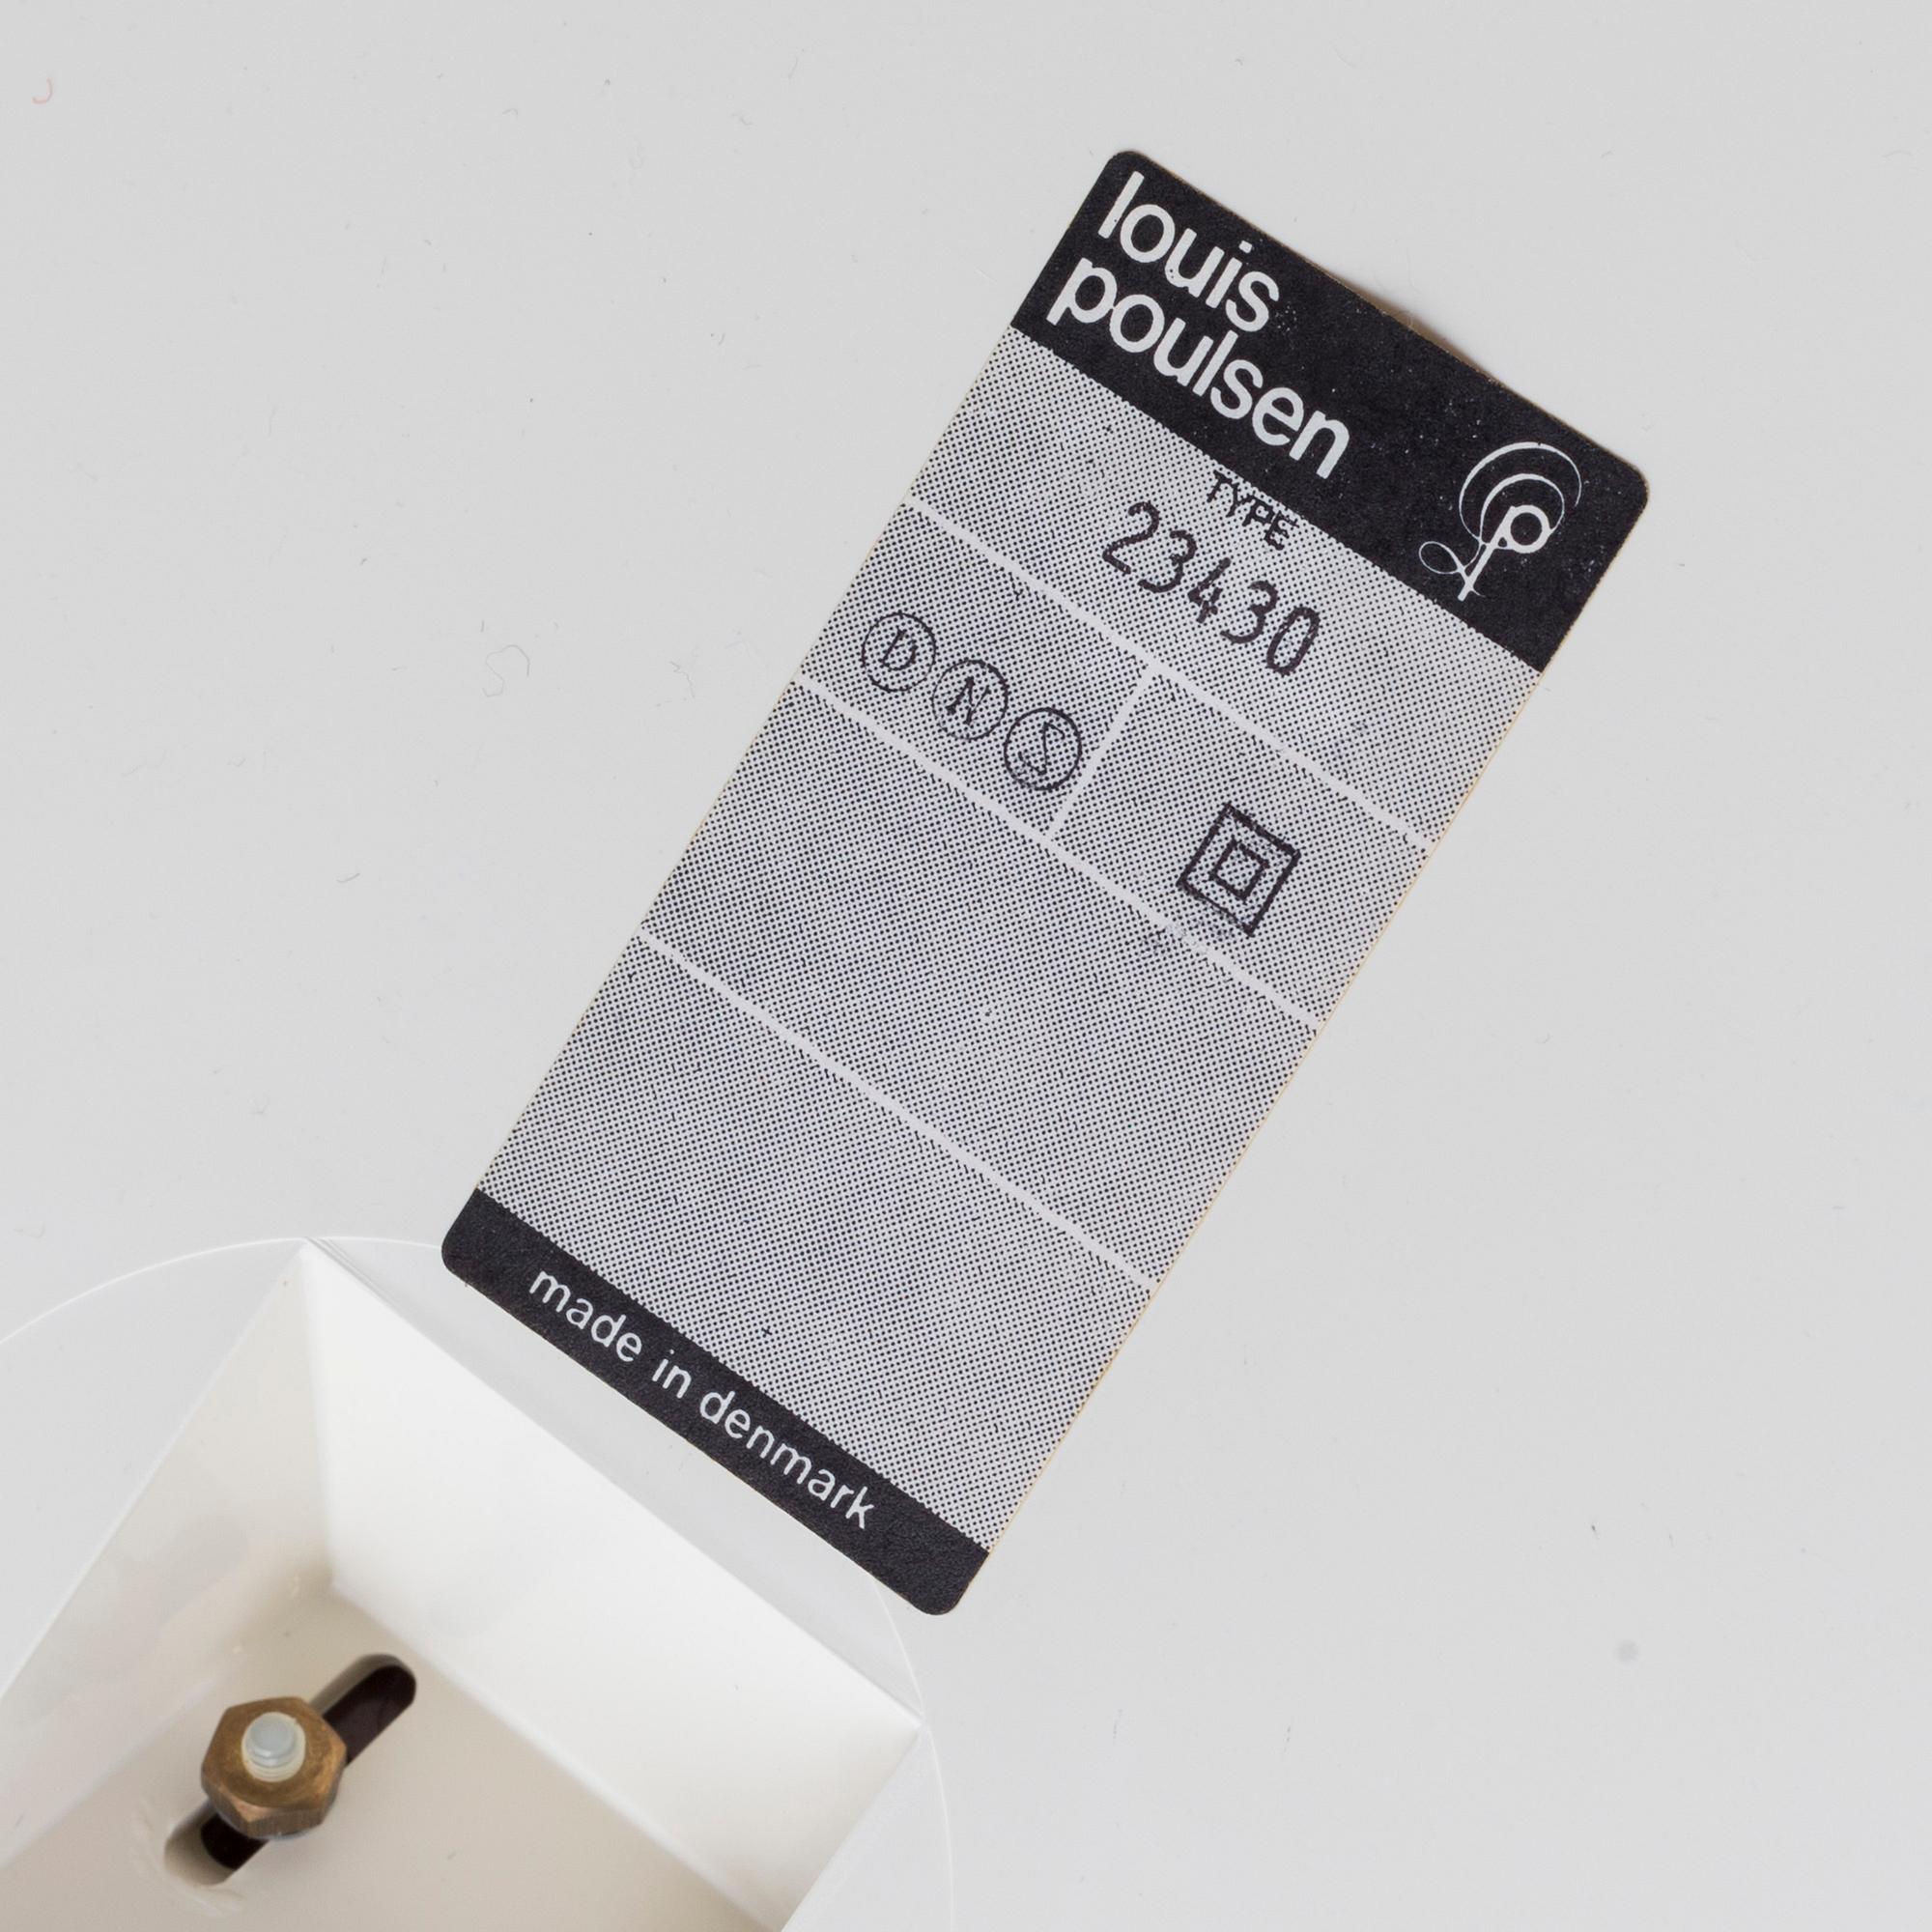 louis
poulsen
P
TYPE
23430
D N S
made in denmark